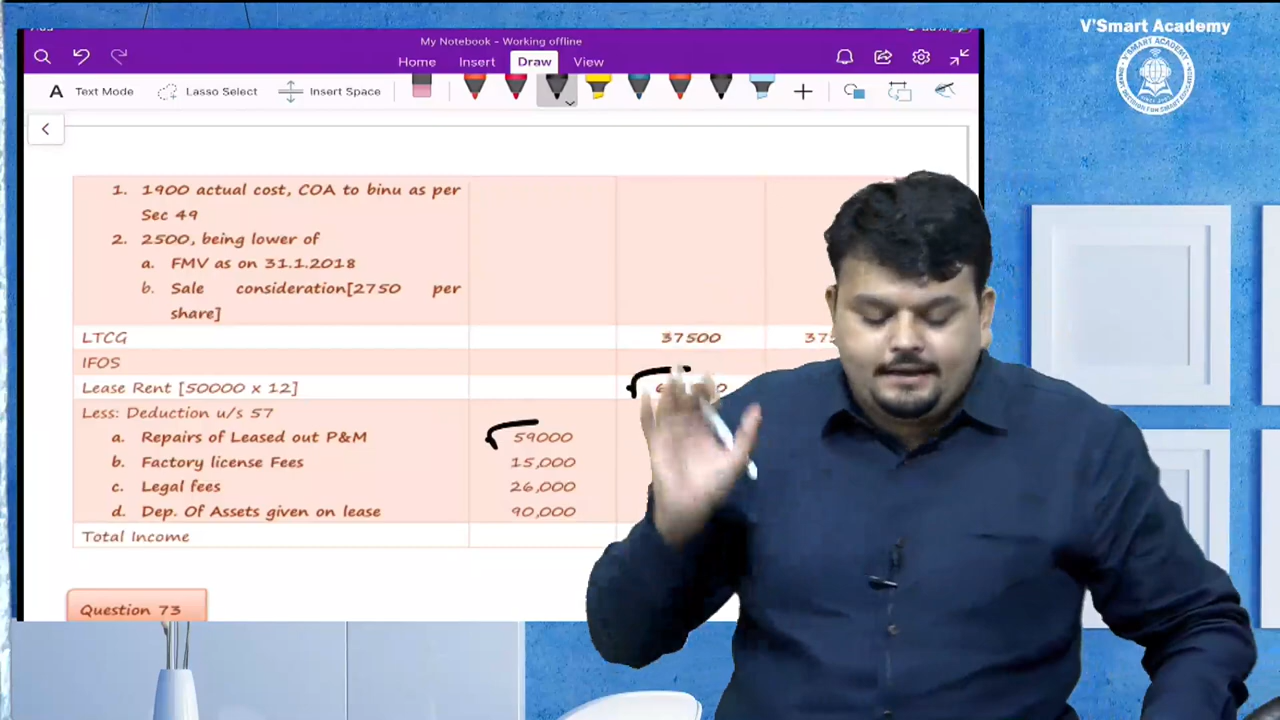 V'Smart Academy
My Notebook - Working offline
Home Insert Draw View
Text Mode Lasso Select Insert Space
1. 1900 actual cost, COA to binu as per
Sec 49
2. 2500, being lower of
a. FMV as on 31.1.2018
b. Sale consideration[2750 per
share]
LTCG 37500
IFOS
Lease Rent [50000 x 12]
Less: Deduction u/s 57
a. Repairs of Leased out P&M 59000
b. Factory license Fees 15,000
c. Legal fees 26,000
d. Dep. Of Assets given on lease 90,000
Total Income
Question 73